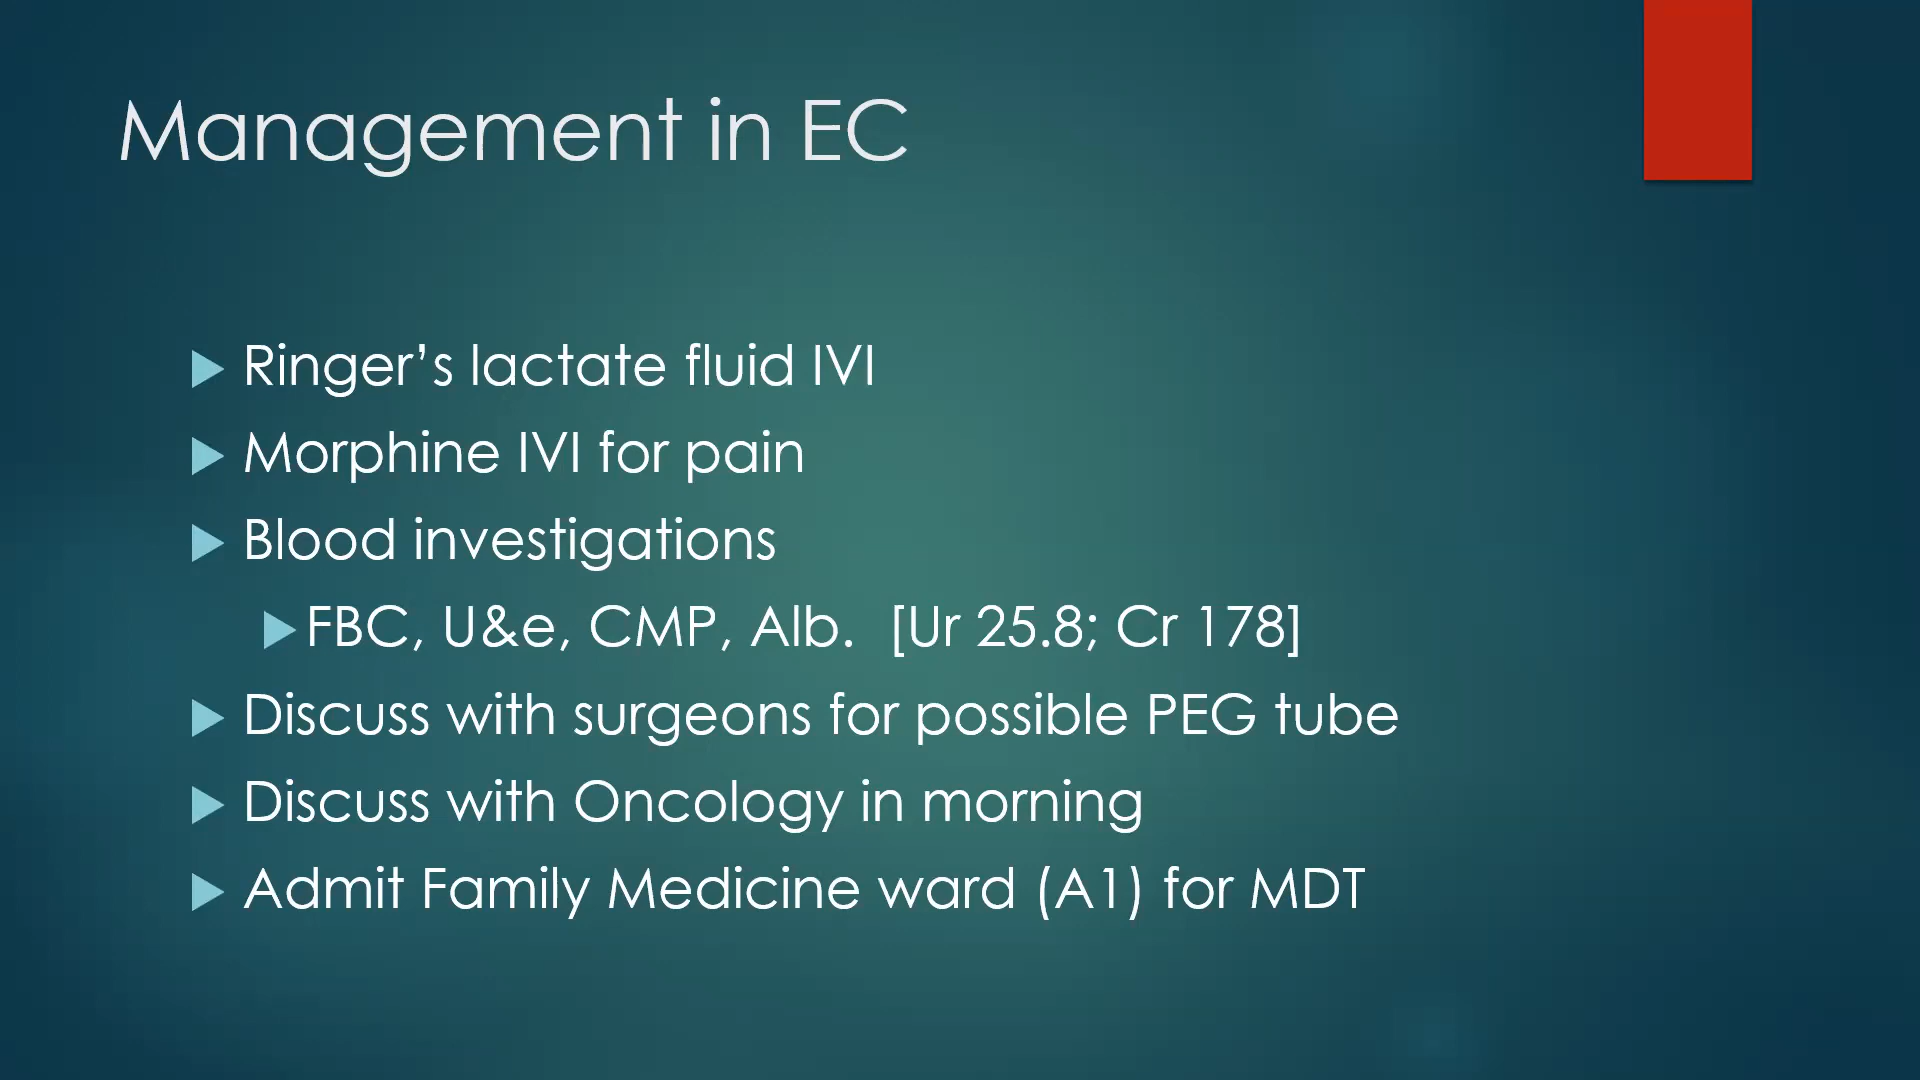 Management in EC
Ringer’s lactate fluid IVI
Morphine IVI for pain
Blood investigations
FBC, U&e, CMP, Alb. [Ur 25.8; Cr 178]
Discuss with surgeons for possible PEG tube
Discuss with Oncology in morning
Admit Family Medicine ward (A1) for MDT